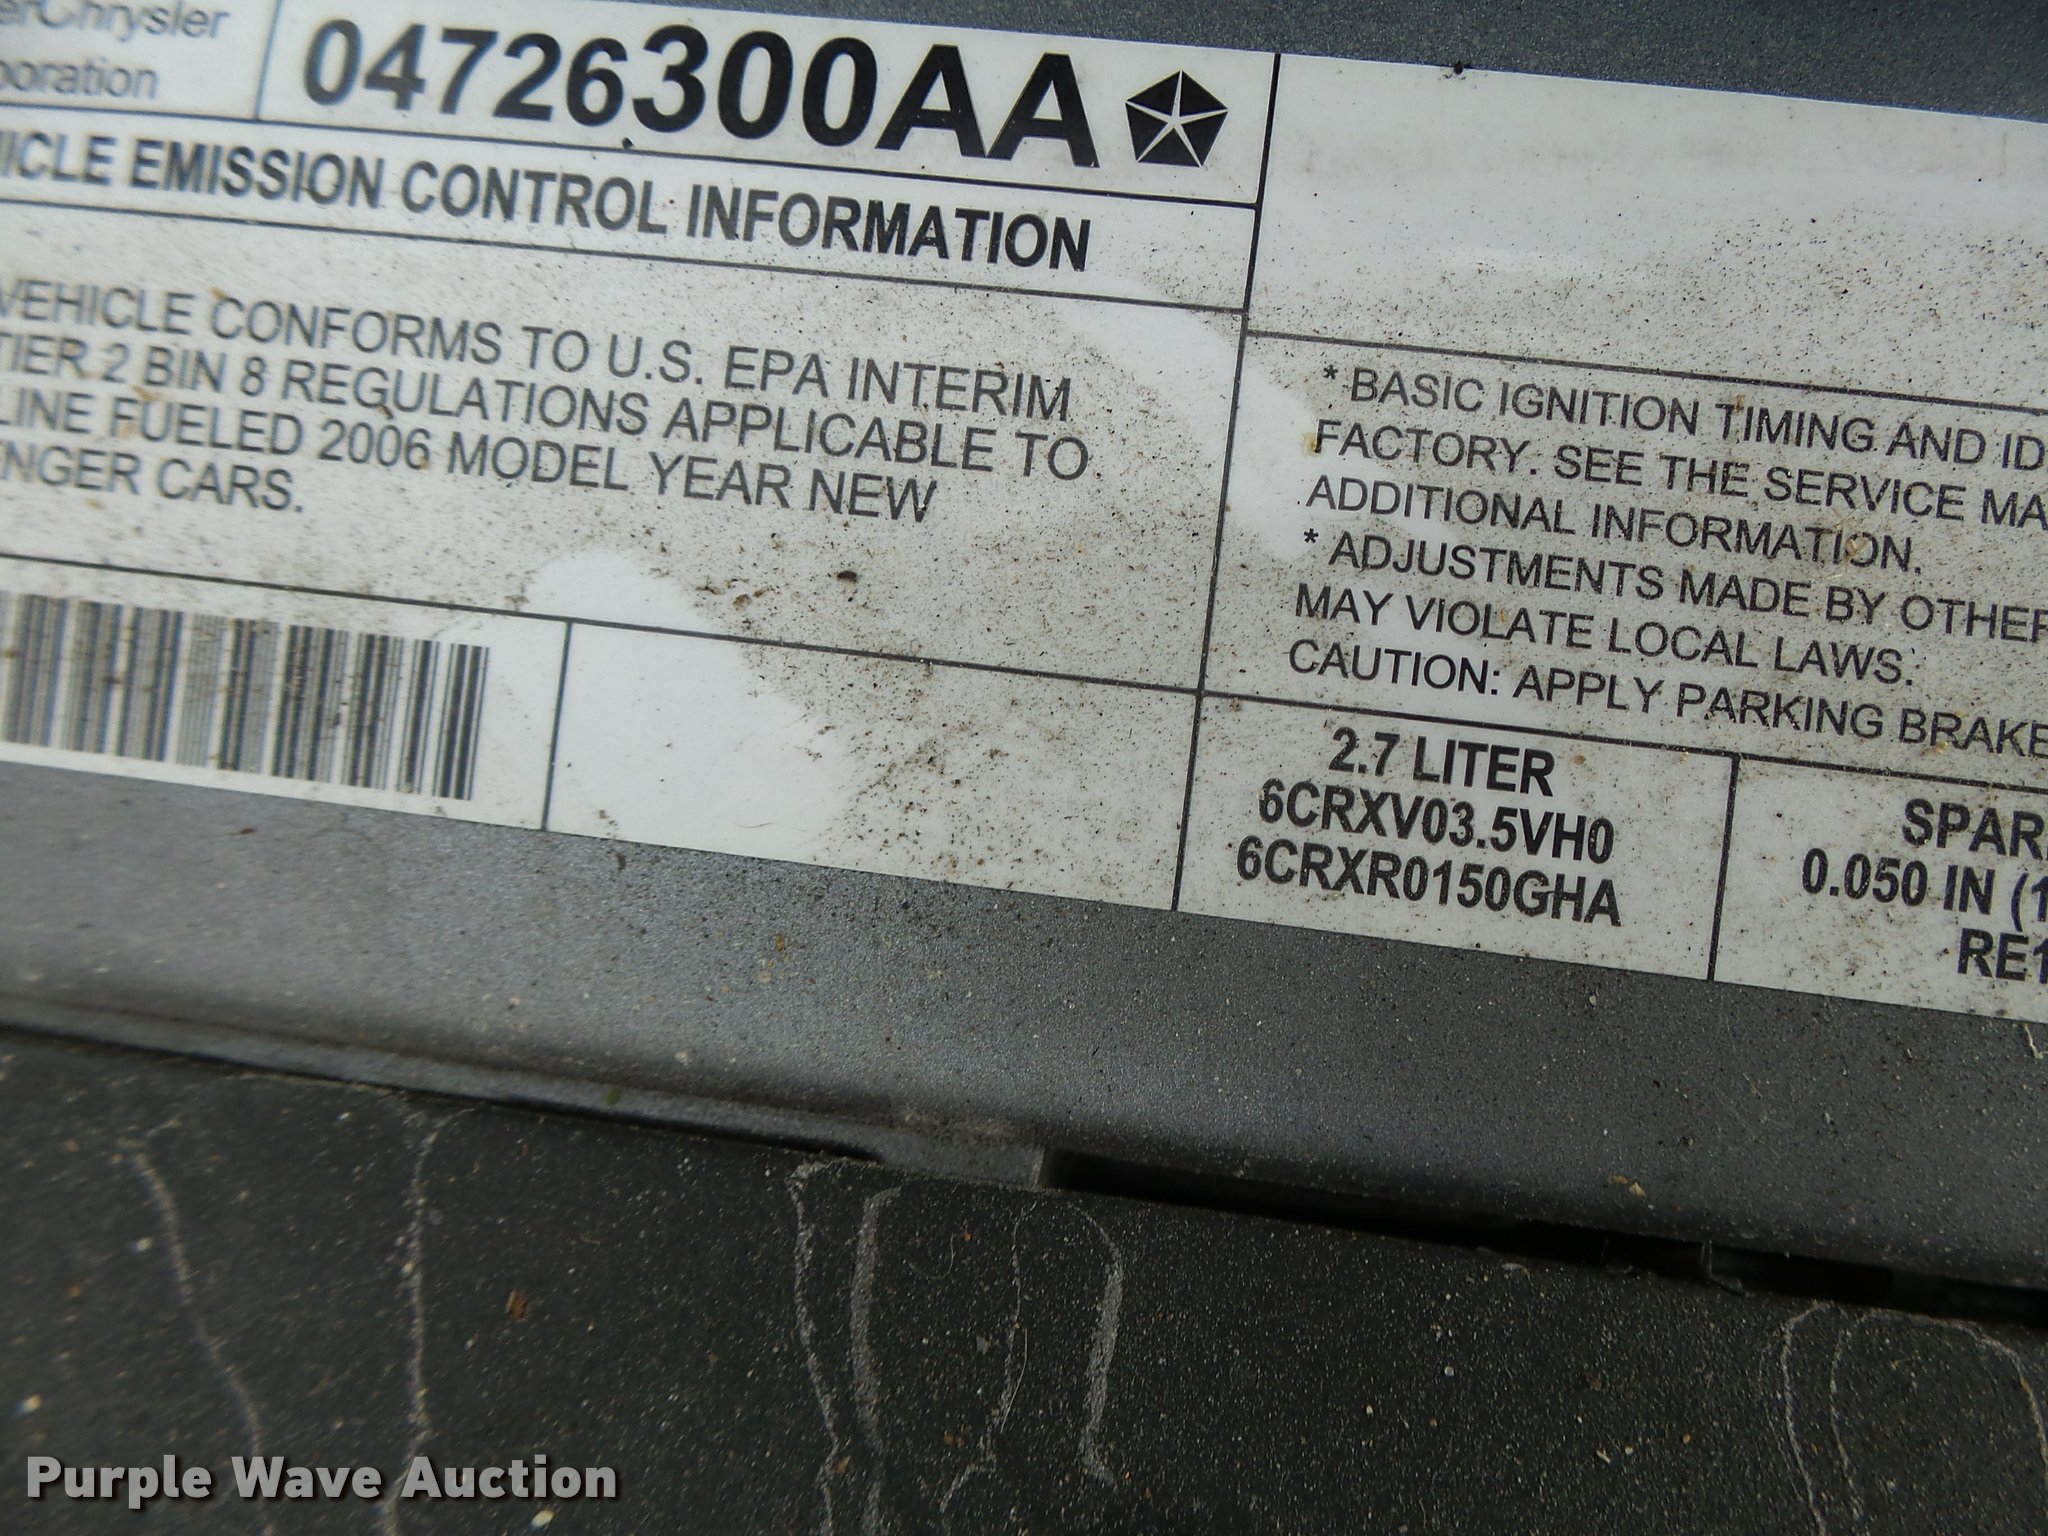 erChrysler
poration
04726300AA
HICLE EMISSION CONTROL INFORMATION
VEHICLE CONFORMS TO U.S. EPA INTERIM
TIER 2 BIN 8 REGULATIONS APPLICABLE TO
LINE FUELED 2006 MODEL YEAR NEW
NGER CARS.
* BASIC IGNITION TIMING AND ID
FACTORY. SEE THE SERVICE MA
ADDITIONAL INFORMATION.
* ADJUSTMENTS MADE BY OTHER
MAY VIOLATE LOCAL LAWS.
CAUTION: APPLY PARKING BRAKE
2.7 LITER
6CRXV03.5VH0
6CRXR0150GHA
SPAR
0.050 IN (1
RE1
Purple Wave Auction